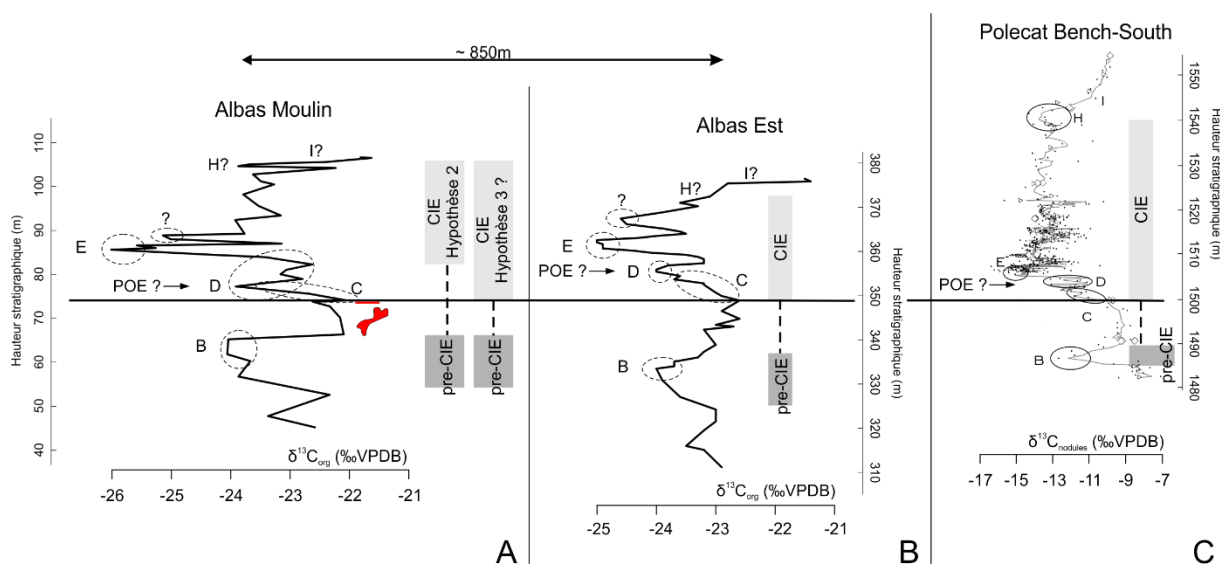 ~ 850m
Albas Moulin
Hauteur stratigraphique (m)
110
100
90
80
70
60
50
40
H?
I?
?
E
POE ?
D
C
B
CIE
Hypothèse 2
CIE
Hypothèse 3 ?
pre-CIE
pre-CIE
δ¹³Corg (‰VPDB)
-26 -25 -24 -23 -22 -21
A
Albas Est
380
370
360
350
340
330
320
310
Hauteur stratigraphique (m)
I?
H?
?
E
POE ?
D
C
B
CIE
pre-CIE
δ¹³Corg (‰VPDB)
-25 -24 -23 -22 -21
B
Polecat Bench-South
1550
1540
1530
1520
1510
1500
1490
1480
Hauteur stratigraphique (m)
I
H
E
POE ?
D
C
B
CIE
pre-CIE
δ¹³Cnodules (‰VPDB)
-17 -15 -13 -11 -9 -7
C